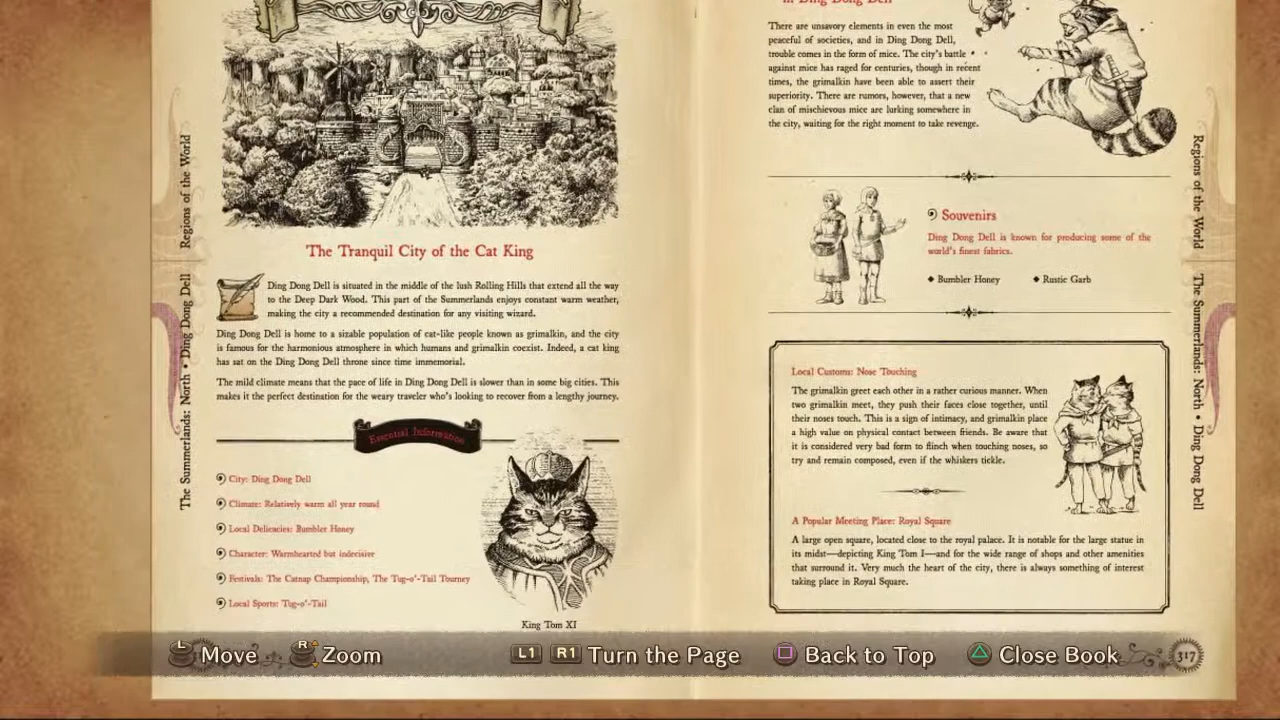 The Tranquil City of the Cat King
Ding Dong Dell is situated in the middle of the lush Rolling Hills that extend all the way
to the Deep Dark Wood. This part of the Summerlands enjoys constant warm weather,
making the city a recommended destination for any visiting wizard.
Ding Dong Dell is home to a sizable population of cat-like people known as grimalkin, and the city
is famous for the harmonious atmosphere in which humans and grimalkin coexist. Indeed, a cat king
has sat on the Ding Dong Dell throne since time immemorial.
The mild climate means that the pace of life in Ding Dong Dell is slower than in some big cities. This
makes it the perfect destination for the weary traveler who's looking to recover from a lengthy journey.
Essential Information
City: Ding Dong Dell
Climate: Relatively warm all year round
Local Delicacies: Bumbler Honey
Character: Warmhearted but indecisive
Festivals: The Catnap Championship, The Tug-o'-Tail Tourney
Local Sports: Tug-o'-Tail
King Tom XI
Regions of the World
The Summerlands: North • Ding Dong Dell
in Ding Dong Dell
There are unsavory elements in even the most
peaceful of societies, and in Ding Dong Dell,
trouble comes in the form of mice. The city's battle
against mice has raged for centuries, though in recent
times, the grimalkin have been able to assert their
superiority. There are rumors, however, that a new
clan of mischievous mice are lurking somewhere in
the city, waiting for the right moment to take revenge.
Souvenirs
Ding Dong Dell is known for producing some of the
world's finest fabrics.
◆ Bumbler Honey ◆ Rustic Garb
Local Customs: Nose Touching
The grimalkin greet each other in a rather curious manner. When
two grimalkin meet, they push their faces close together, until
their noses touch. This is a sign of intimacy, and grimalkin place
a high value on physical contact between friends. Be aware that
it is considered very bad form to flinch when touching noses, so
try and remain composed, even if the whiskers tickle.
A Popular Meeting Place: Royal Square
A large open square, located close to the royal palace. It is notable for the large statue in
its midst—depicting King Tom I—and for the wide range of shops and other amenities
that surround it. Very much the heart of the city, there is always something of interest
taking place in Royal Square.
Regions of the World
The Summerlands: North • Ding Dong Dell
L Move R Zoom L1 R1 Turn the Page Back to Top Close Book 317